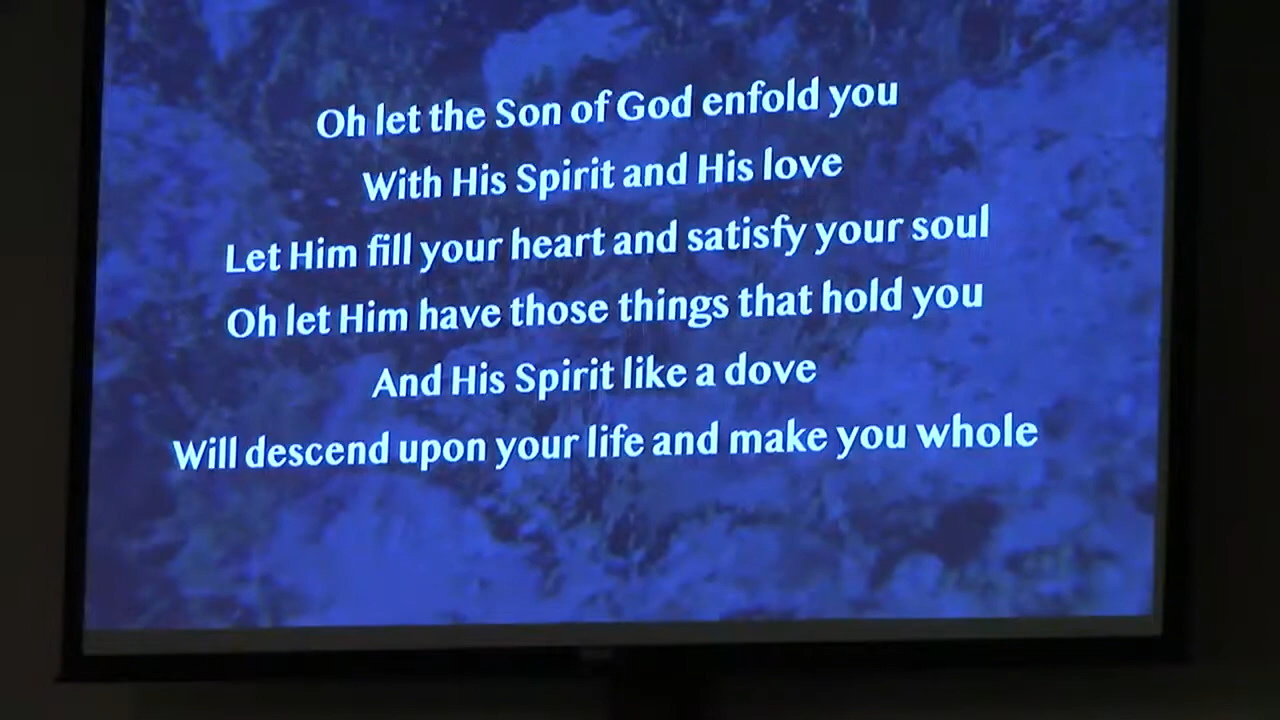 Oh let the Son of God enfold you
With His Spirit and His love
Let Him fill your heart and satisfy your soul
Oh let Him have those things that hold you
And His Spirit like a dove
Will descend upon your life and make you whole